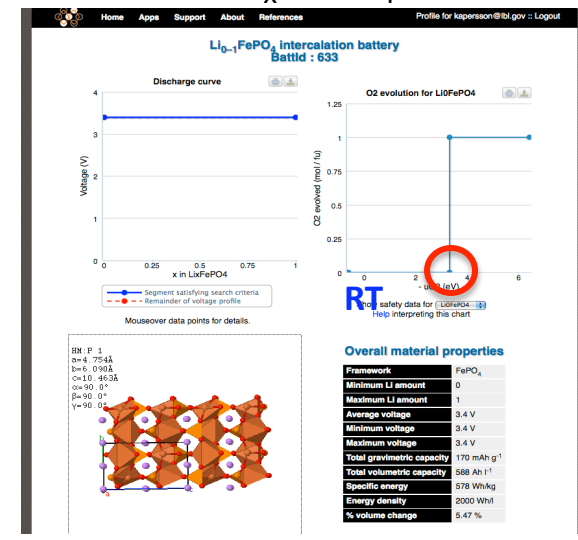 Home Apps Support About References Profile for kapersson@lbl.gov :: Logout
Li0–1FePO4 intercalation battery
BattId : 633
Discharge curve
4
3
2
1
0
Voltage (V)
0 0.25 0.5 0.75 1
x in LixFePO4
Segment satisfying search criteria
Remainder of voltage profile
Mouseover data points for details.
O2 evolution for Li0FePO4
1.25
1
0.75
0.5
0.25
0
O2 evolved (mol / fu)
0 2 4 6
(eV)
RT
safety data for Li0FePO4
Help interpreting this chart
HM:P 1
a=4.754Å
b=6.090Å
c=10.463Å
α=90.0°
β=90.0°
γ=90.0°
b
a
c
Overall material properties
Framework FePO4
Minimum Li amount 0
Maximum Li amount 1
Average voltage 3.4 V
Minimum voltage 3.4 V
Maximum voltage 3.4 V
Total gravimetric capacity 170 mAh g-1
Total volumetric capacity 588 Ah l-1
Specific energy 578 Wh/kg
Energy density 2000 Wh/l
% volume change 5.47 %